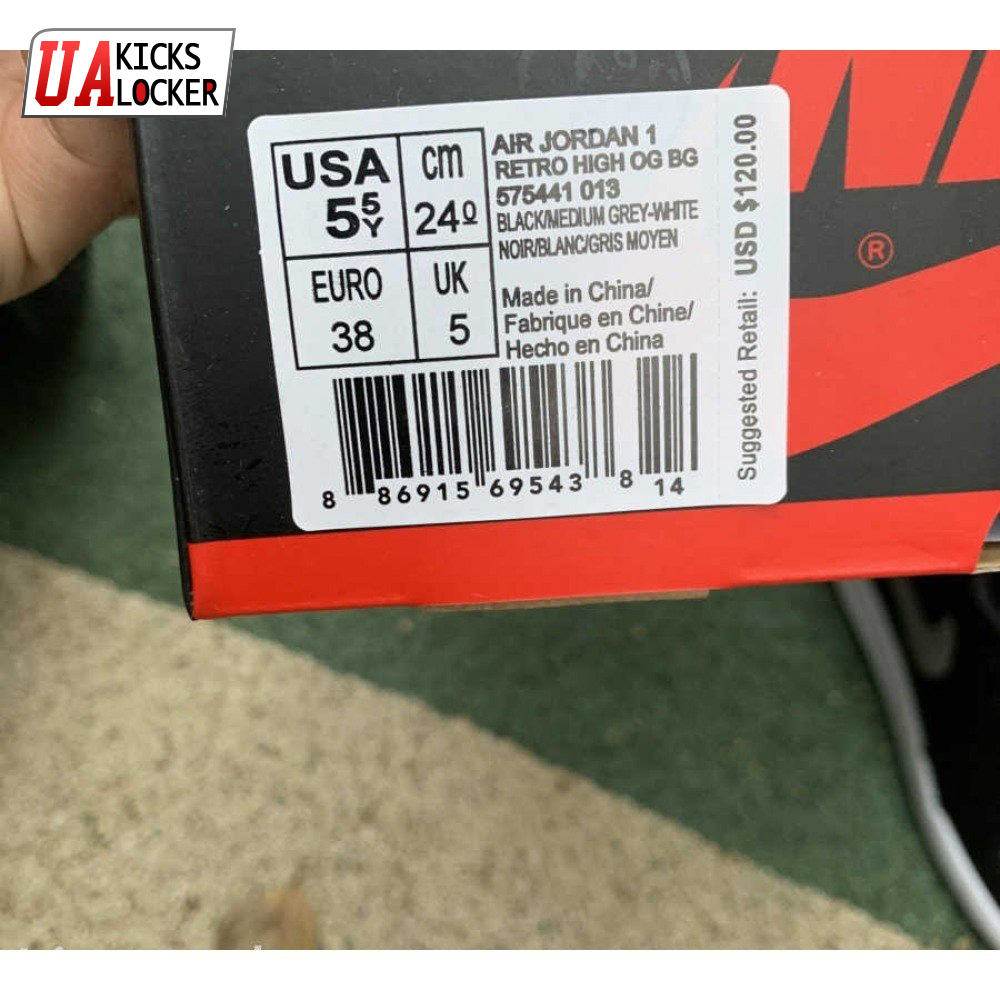 UA KICKS
LOCKER
USA
5 5 Y
cm
24 0
EURO
38
UK
5
AIR JORDAN 1
RETRO HIGH OG BG
575441 013
BLACK/MEDIUM GREY-WHITE
NOIR/BLANC/GRIS MOYEN
Made in China/
Fabrique en Chine/
Hecho en China
8 86915 69543 8 14
Suggested Retail: USD $120.00
®